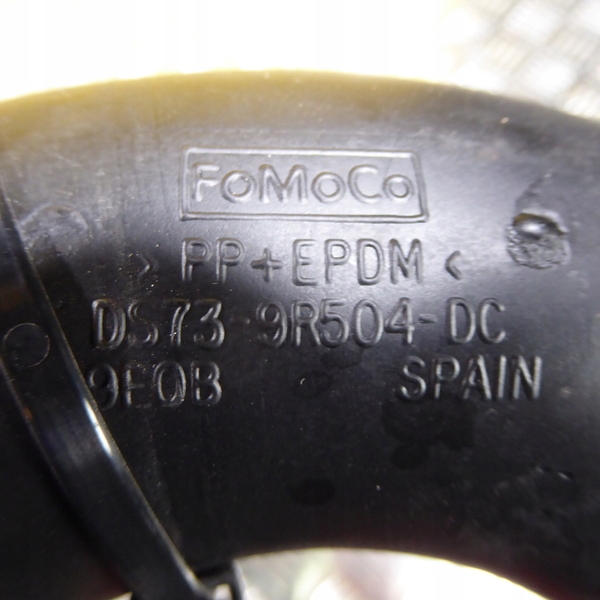 FoMoCo
> PP+EPDM <
DS73-9R504-DC
9E0B SPAIN